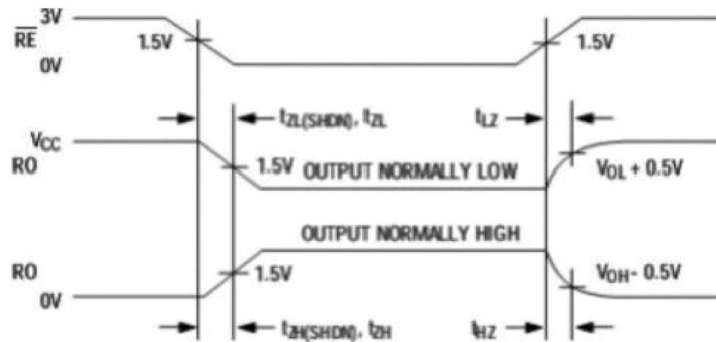 3V
RE
1.5V
1.5V
0V
tZL(SHDN), tZL
tLZ
VCC
RO
1.5V
OUTPUT NORMALLY LOW
VOL + 0.5V
OUTPUT NORMALLY HIGH
RO
1.5V
VOH - 0.5V
0V
tZH(SHDN), tZH
tHZ